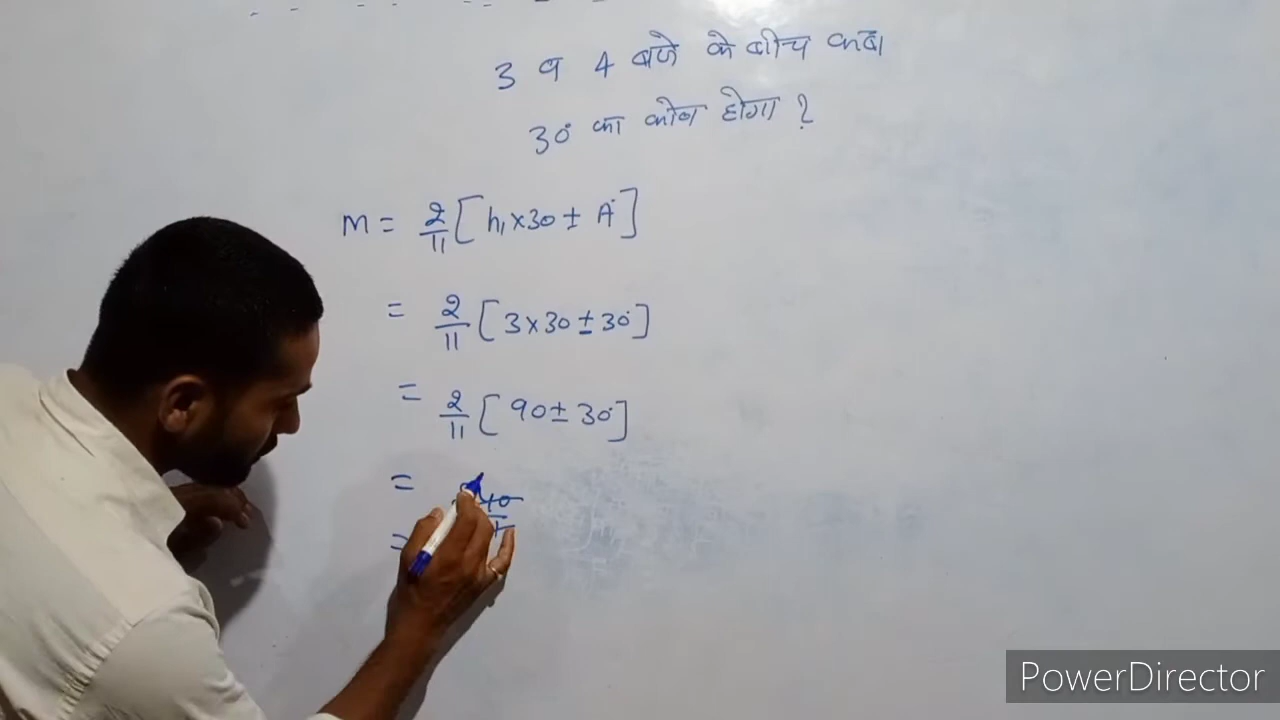 3 व 4 बजे के बीच कब
30° का कोण होगा ?
M = 2/11 [ h₁ × 30 ± A° ]
= 2/11 [ 3 × 30 ± 30° ]
= 2/11 [ 90 ± 30° ]
=
=
PowerDirector